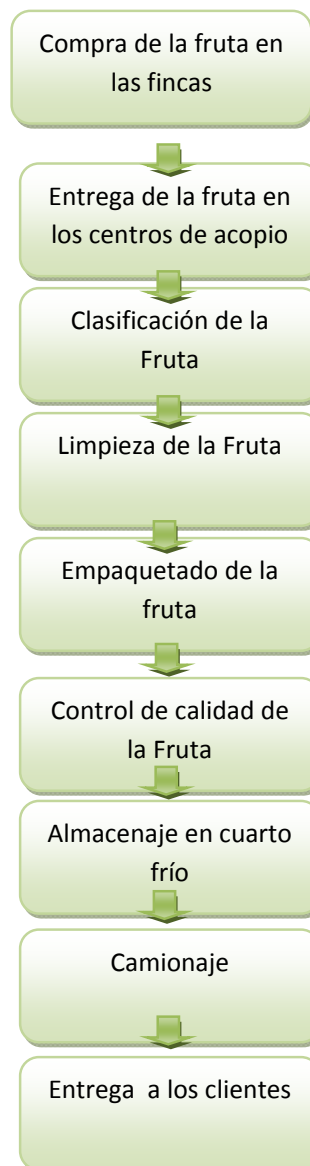 Compra de la fruta en
las fincas
Entrega de la fruta en
los centros de acopio
Clasificación de la
Fruta
Limpieza de la Fruta
Empaquetado de la
fruta
Control de calidad de
la Fruta
Almacenaje en cuarto
frío
Camionaje
Entrega  a los clientes